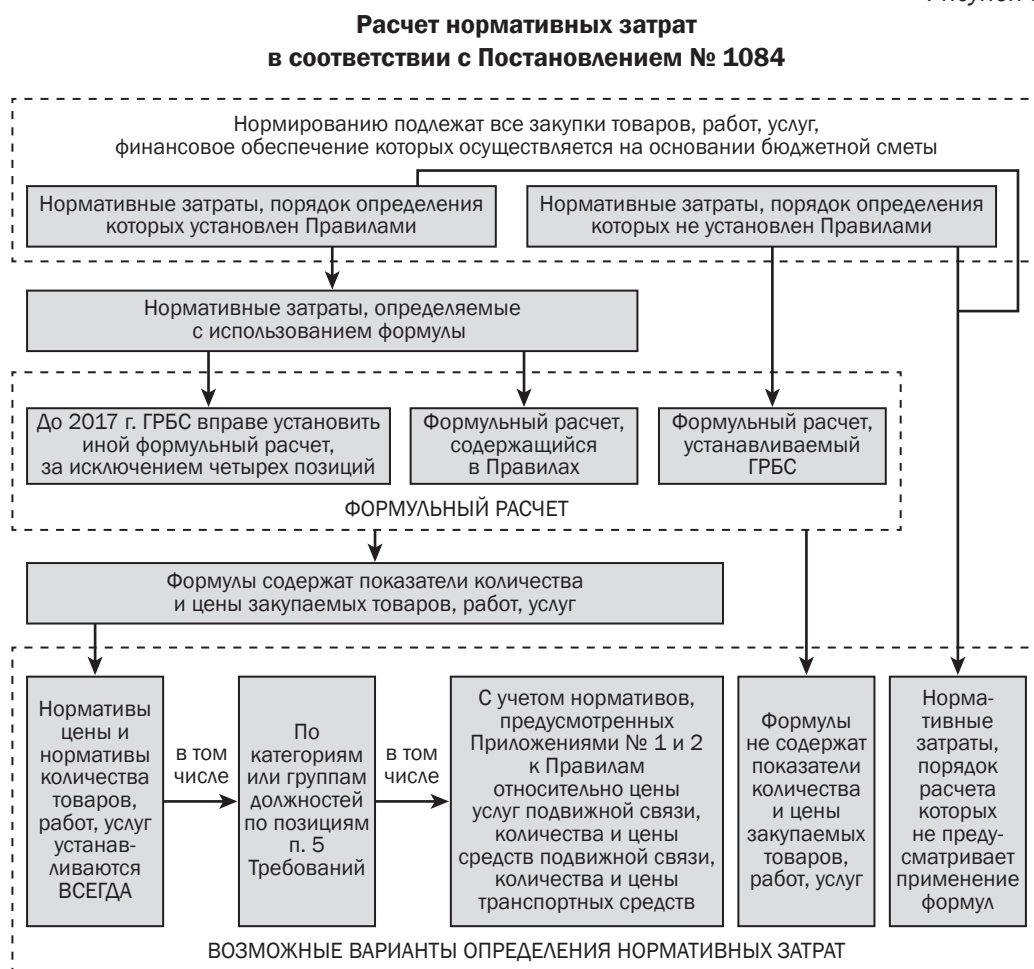 Расчет нормативных затрат
в соответствии с Постановлением № 1084
Нормированию подлежат все закупки товаров, работ, услуг,
финансовое обеспечение которых осуществляется на основании бюджетной сметы
Нормативные затраты, порядок определения
которых установлен Правилами
Нормативные затраты, порядок определения
которых не установлен Правилами
Нормативные затраты, определяемые
с использованием формулы
До 2017 г. ГРБС вправе установить
иной формульный расчет,
за исключением четырех позиций
Формульный расчет,
содержащийся
в Правилах
Формульный расчет,
устанавливаемый
ГРБС
ФОРМУЛЬНЫЙ РАСЧЕТ
Формулы содержат показатели количества
и цены закупаемых товаров, работ, услуг
Нормативы
цены и
нормативы
количества
товаров,
работ, услуг
устанав-
ливаются
ВСЕГДА
в том
числе
По
категориям
или группам
должностей
по позициям
п. 5
Требований
в том
числе
С учетом нормативов,
предусмотренных
Приложениями № 1 и 2
к Правилам
относительно цены
услуг подвижной связи,
количества и цены
средств подвижной связи,
количества и цены
транспортных средств
Формулы
не содержат
показатели
количества
и цены
закупаемых
товаров,
работ, услуг
Норма-
тивные
затраты,
порядок
расчета
которых
не преду-
сматривает
применение
формул
ВОЗМОЖНЫЕ ВАРИАНТЫ ОПРЕДЕЛЕНИЯ НОРМАТИВНЫХ ЗАТРАТ